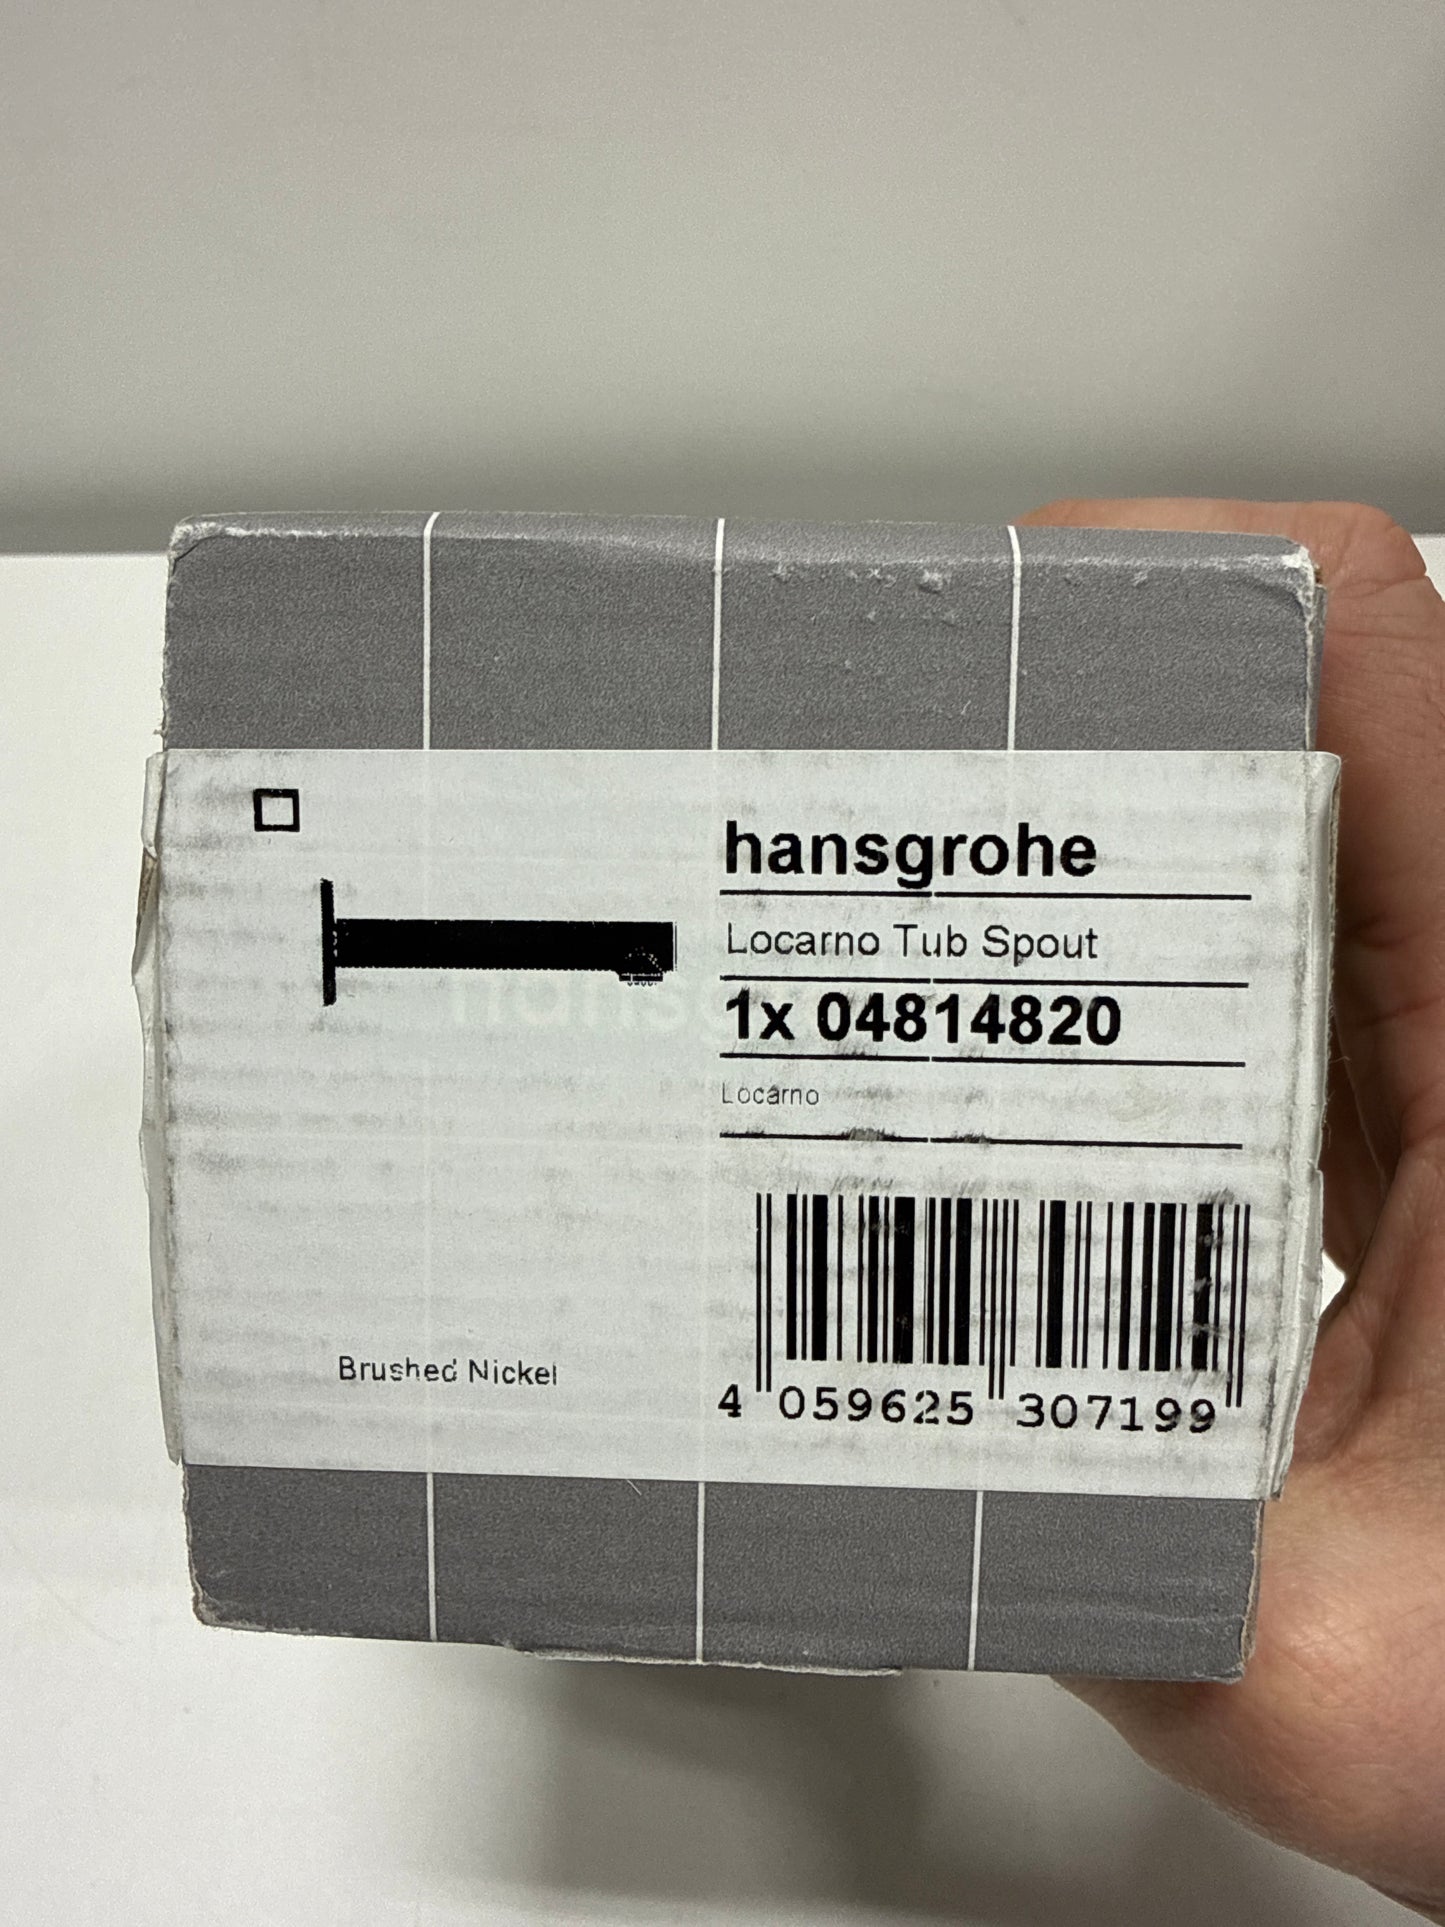 hansgrohe
Locarno Tub Spout
1x 04814820
Locarno
Brushed Nickel
4 059625 307199